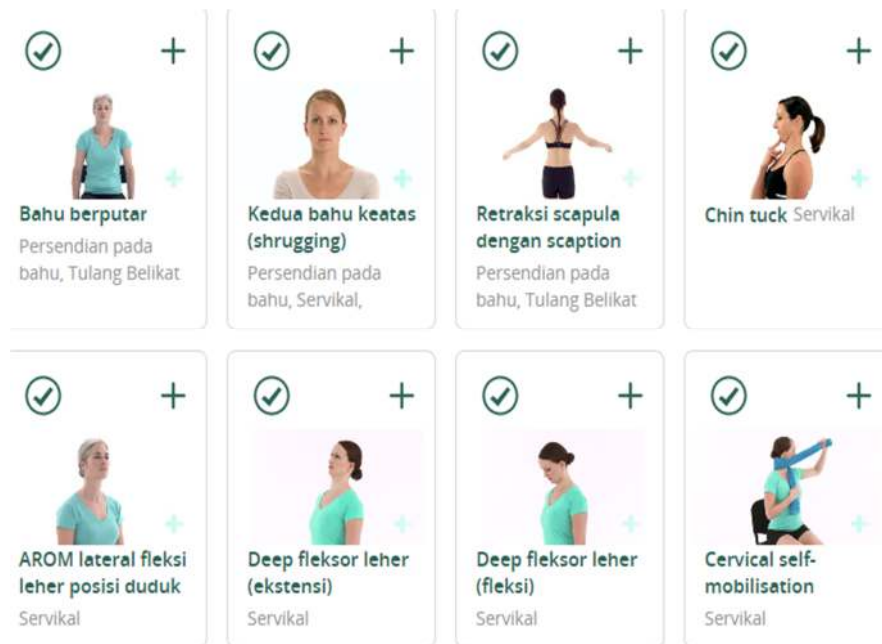 Bahu berputar
Persendian pada
bahu, Tulang Belikat
Kedua bahu keatas
(shrugging)
Persendian pada
bahu, Servikal,
Retraksi scapula
dengan scaption
Persendian pada
bahu, Tulang Belikat
Chin tuck Servikal
AROM lateral fleksi
leher posisi duduk
Servikal
Deep fleksor leher
(ekstensi)
Servikal
Deep fleksor leher
(fleksi)
Servikal
Cervical self-
mobilisation
Servikal